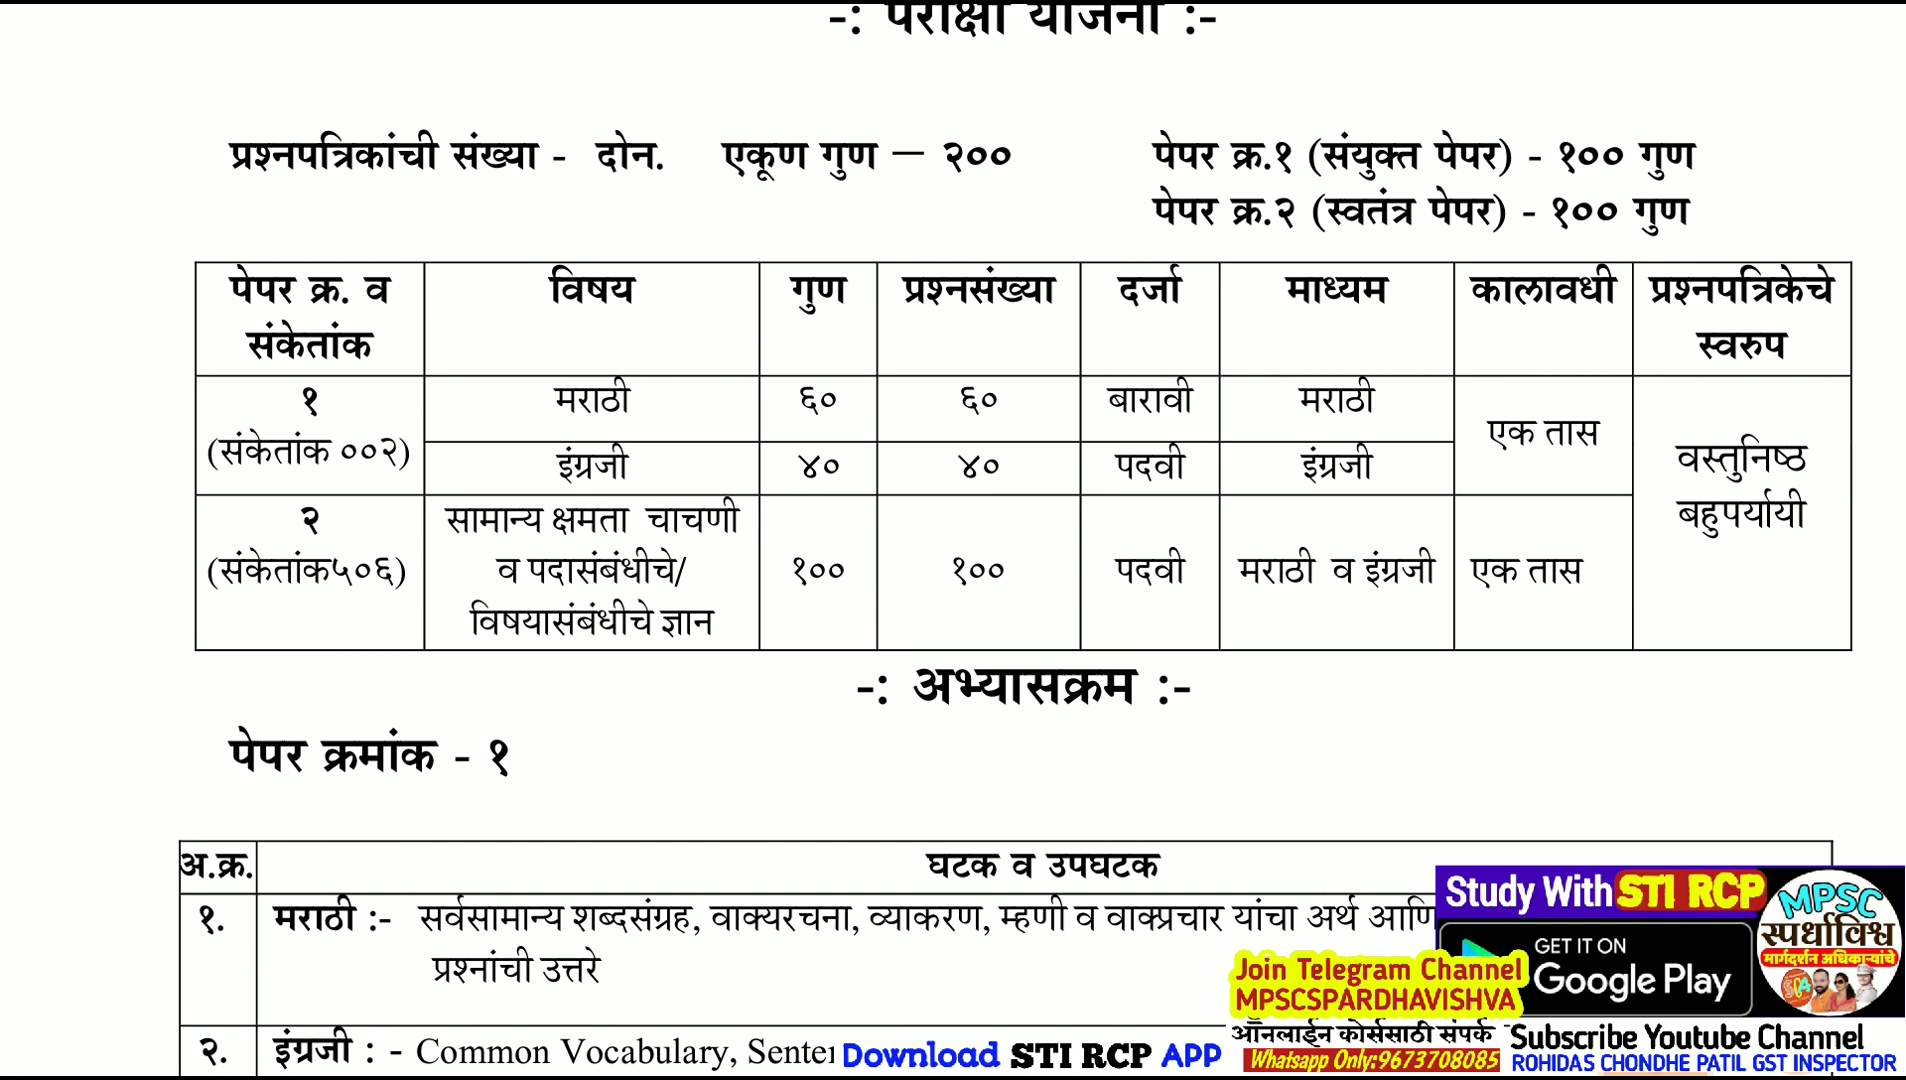 -: परीक्षा योजना :-
प्रश्नपत्रिकांची संख्या - दोन. एकूण गुण – २०० पेपर क्र.१ (संयुक्त पेपर) - १०० गुण
पेपर क्र.२ (स्वतंत्र पेपर) - १०० गुण
पेपर क्र. व संकेतांक विषय गुण प्रश्नसंख्या दर्जा माध्यम कालावधी प्रश्नपत्रिकेचे स्वरुप
१ (संकेतांक ००२) मराठी ६० ६० बारावी मराठी एक तास वस्तुनिष्ठ बहुपर्यायी
इंग्रजी ४० ४० पदवी इंग्रजी
२ (संकेतांक५०६) सामान्य क्षमता चाचणी व पदासंबंधीचे/ विषयासंबंधीचे ज्ञान १०० १०० पदवी मराठी व इंग्रजी एक तास
-: अभ्यासक्रम :-
पेपर क्रमांक - १
अ.क्र. घटक व उपघटक
१. मराठी :- सर्वसामान्य शब्दसंग्रह, वाक्यरचना, व्याकरण, म्हणी व वाक्प्रचार यांचा अर्थ आणि
प्रश्नांची उत्तरे
२. इंग्रजी : - Common Vocabulary,
Download STI RCP APP
Study With STI RCP
GET IT ON
Google Play
MPSC
स्पर्धाविश्व
मार्गदर्शन अधिकाऱ्यांचे
Join Telegram Channel
MPSCSPARDHAVISHVA
ऑनलाईन कोर्ससाठी संपर्क
Whatsapp Only:9673708085
Subscribe Youtube Channel
ROHIDAS CHONDHE PATIL GST INSPECTOR